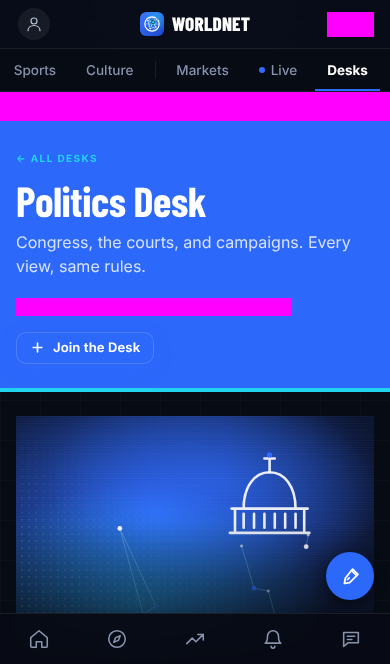 WORLDNET
Sports
Culture
Markets
Live
Desks
← ALL DESKS
Politics Desk
Congress, the courts, and campaigns. Every
view, same rules.
+ Join the Desk